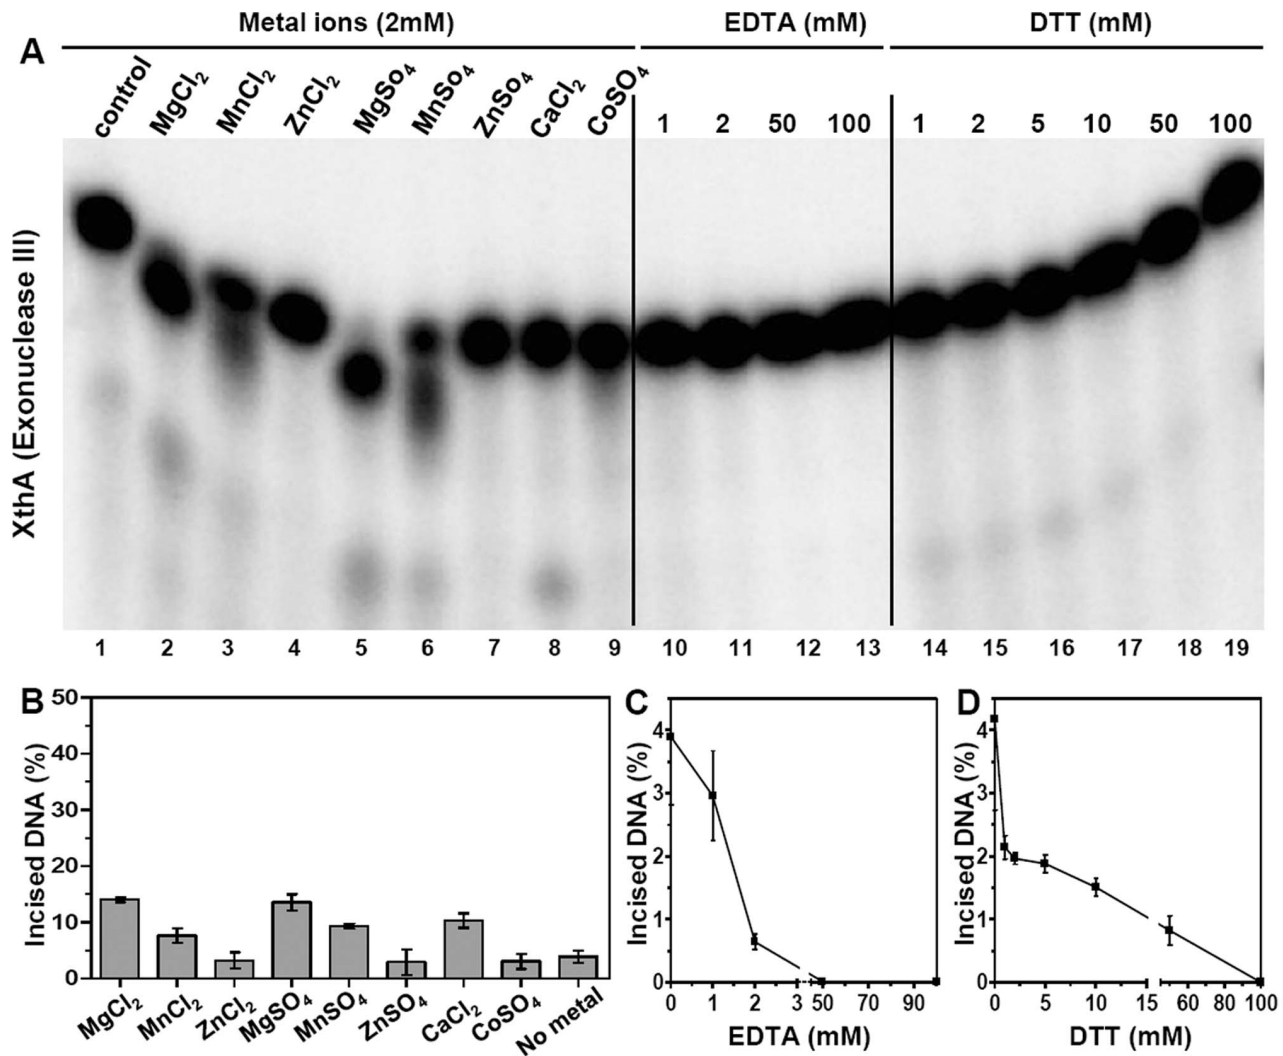 Metal ions (2mM) EDTA (mM) DTT (mM)
A
control MgCl2 MnCl2 ZnCl2 MgSo4 MnSo4 ZnSo4 CaCl2 CoSO4 1 2 50 100 1 2 5 10 50 100
XthA (Exonuclease III)
1 2 3 4 5 6 7 8 9 10 11 12 13 14 15 16 17 18 19
B
Incised DNA (%)
50
40
30
20
10
0
MgCl2 MnCl2 ZnCl2 MgSO4 MnSO4 ZnSO4 CaCl2 CoSO4 No metal
C
Incised DNA (%)
4
3
2
1
0
0 1 2 3 50 70 90
EDTA (mM)
D
Incised DNA (%)
4
3
2
1
0
0 5 10 15 60 80 100
DTT (mM)